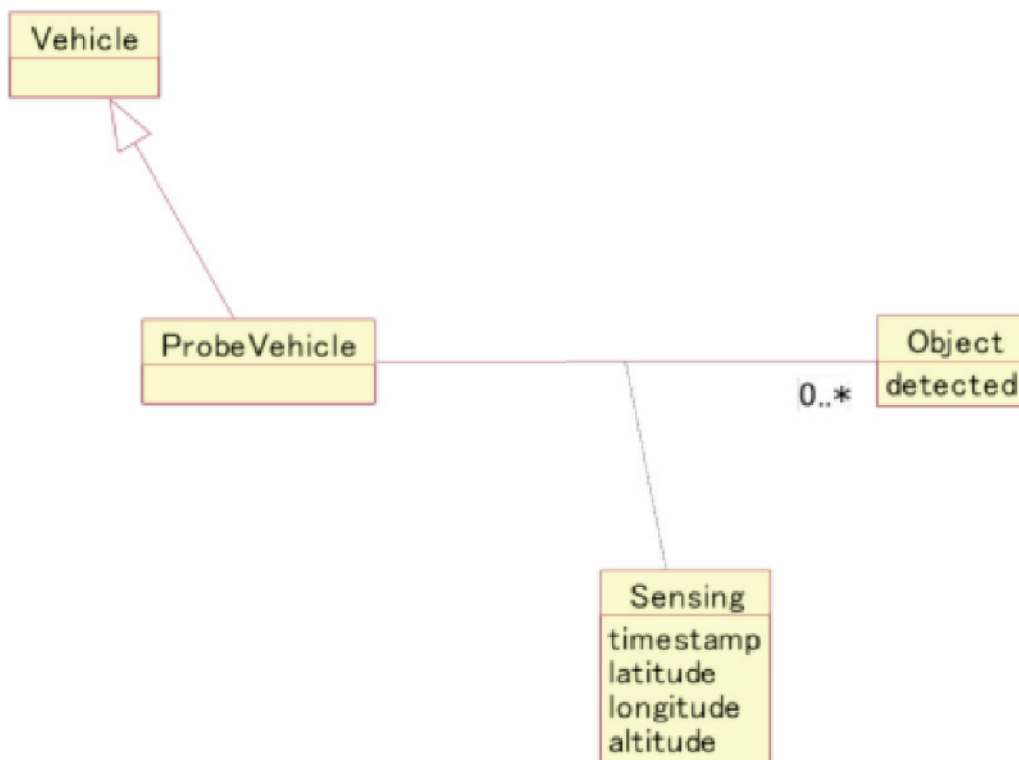 Vehicle
ProbeVehicle
Object
detected
0..*
Sensing
timestamp
latitude
longitude
altitude